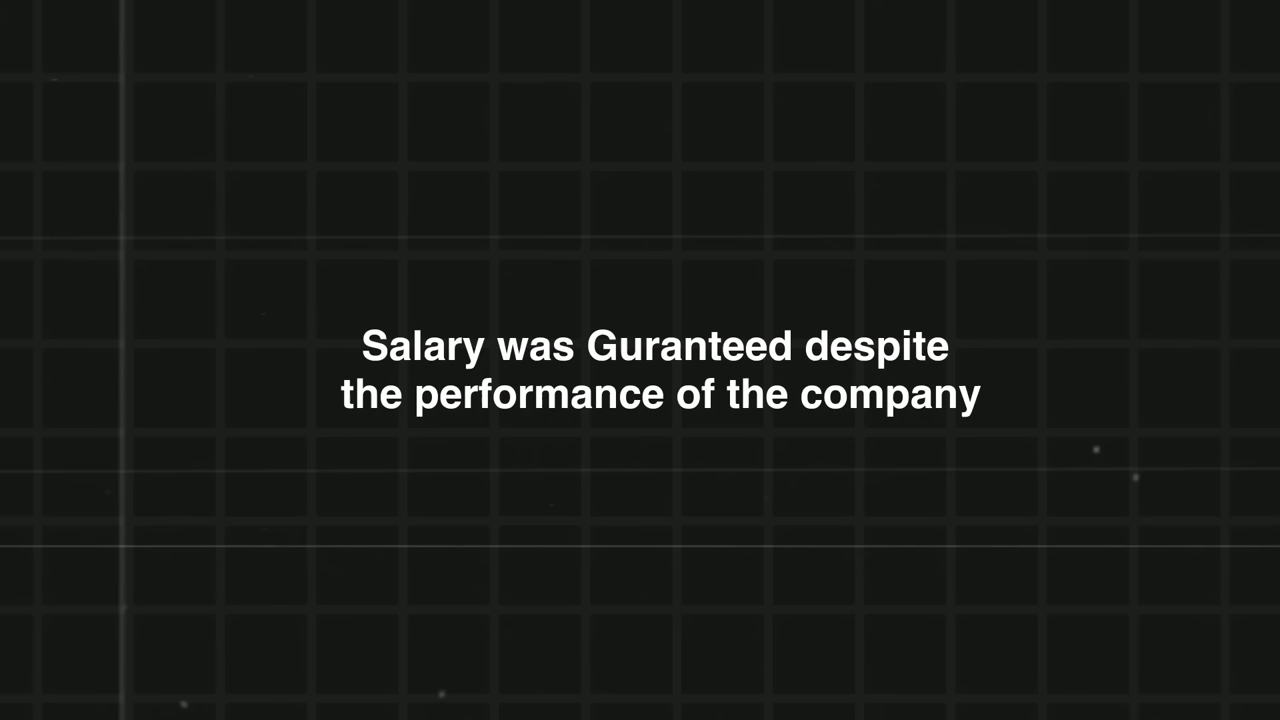 Salary was Guranteed despite
the performance of the company